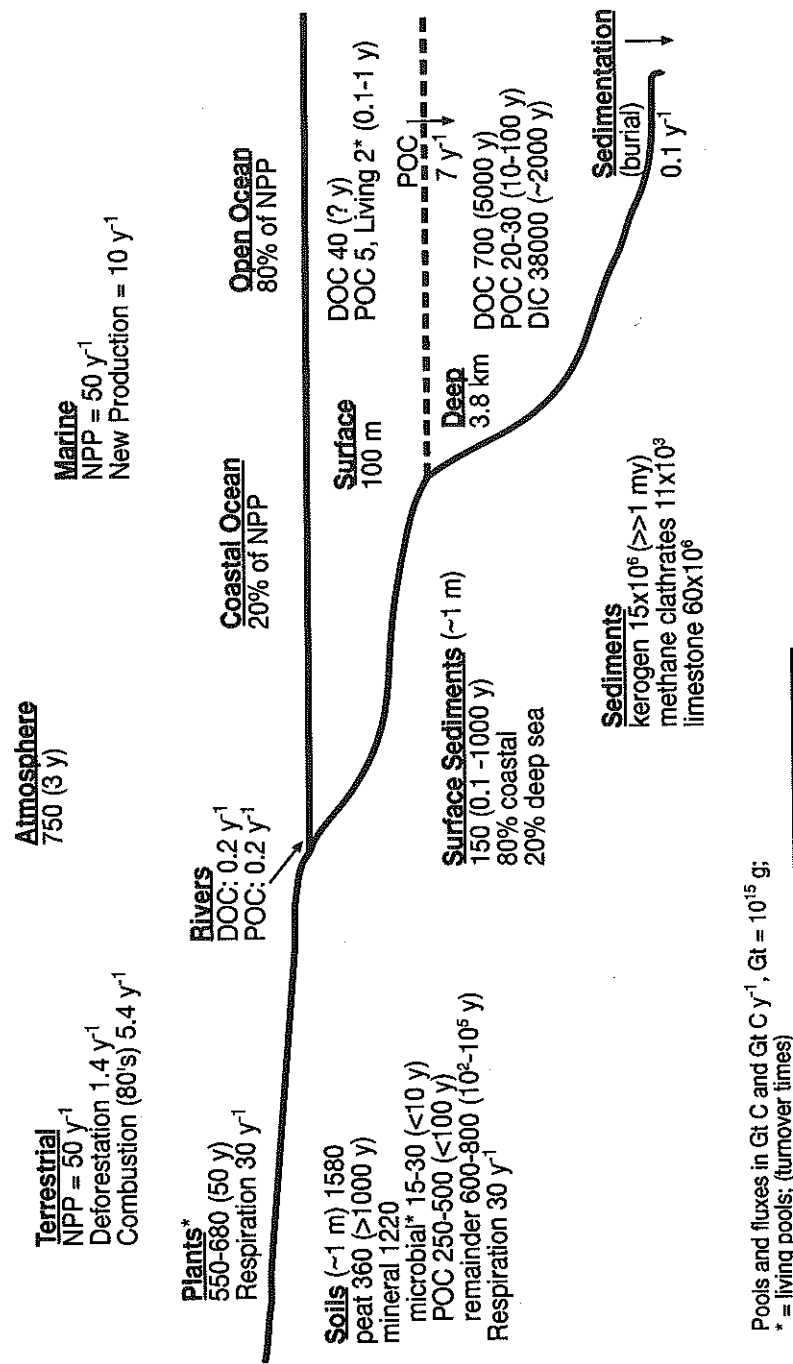 Terrestrial
NPP = 50 y⁻¹
Deforestation 1.4 y⁻¹
Combustion (80's) 5.4 y⁻¹
Atmosphere
750 (3 y)
Marine
NPP = 50 y⁻¹
New Production = 10 y⁻¹
Plants*
550-680 (50 y)
Respiration 30 y⁻¹
Rivers
DOC: 0.2 y⁻¹
POC: 0.2 y⁻¹
Coastal Ocean
20% of NPP
Open Ocean
80% of NPP
Soils (~1 m) 1580
peat 360 (>1000 y)
mineral 1220
microbial* 15-30 (<10 y)
POC 250-500 (<100 y)
remainder 600-800 (10²-10⁵ y)
Respiration 30 y⁻¹
Surface
100 m
DOC 40 (? y)
POC 5, Living 2* (0.1-1 y)
POC
7 y⁻¹
Deep
3.8 km
DOC 700 (5000 y)
POC 20-30 (10-100 y)
DIC 38000 (~2000 y)
Surface Sediments (~1 m)
150 (0.1 -1000 y)
80% coastal
20% deep sea
Sedimentation
(burial)
0.1 y⁻¹
Sediments
kerogen 15x10⁶ (>>1 my)
methane clathrates 11x10³
limestone 60x10⁶
Pools and fluxes in Gt C and Gt C y⁻¹, Gt = 10¹⁵ g;
* = living pools; (turnover times)